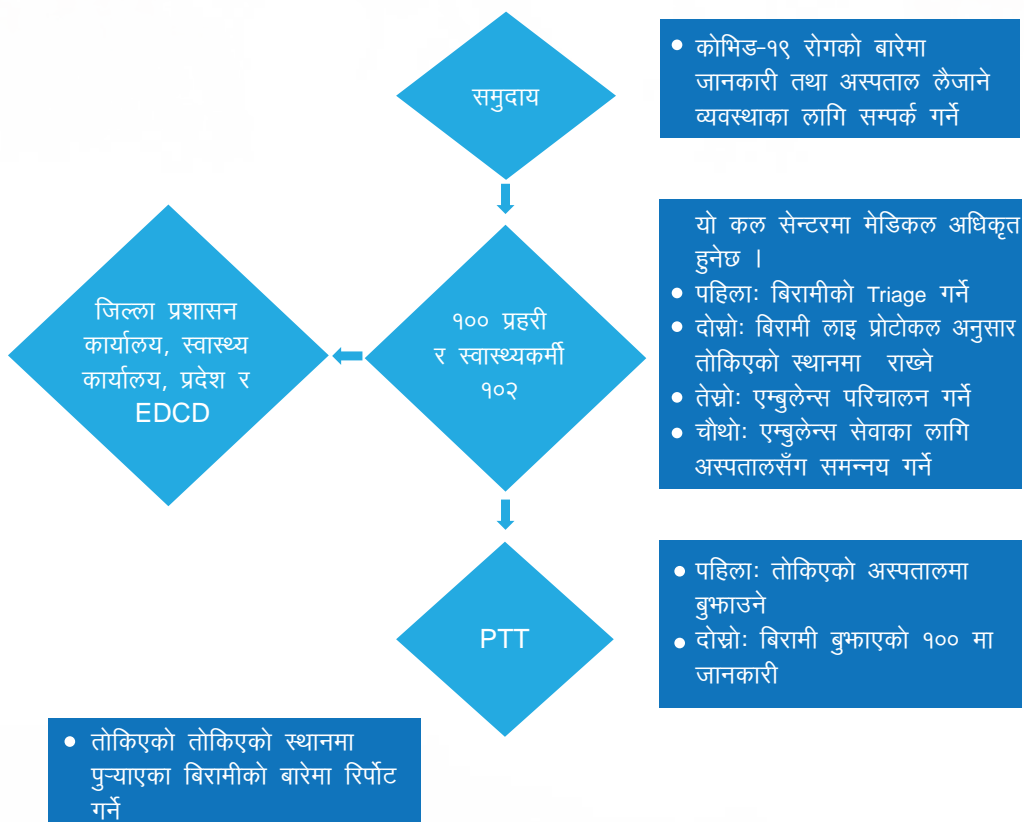 समुदाय
• कोभिड-१९ रोगको बारेमा
जानकारी तथा अस्पताल लैजाने
व्यवस्थाका लागि सम्पर्क गर्ने
जिल्ला प्रशासन
कार्यालय, स्वास्थ्य
कार्यालय, प्रदेश र
EDCD
१०० प्रहरी
र स्वास्थ्यकर्मी
१०२
यो कल सेन्टरमा मेडिकल अधिकृत
हुनेछ ।
• पहिलाः बिरामीको Triage गर्ने
• दोस्रोः बिरामी लाइ प्रोटोकल अनुसार
तोकिएको स्थानमा राख्ने
• तेस्रोः एम्बुलेन्स परिचालन गर्ने
• चौथोः एम्बुलेन्स सेवाका लागि
अस्पतालसँग समन्नय गर्ने
PTT
• पहिलाः तोकिएको अस्पतालमा
बुझाउने
• दोस्रोः बिरामी बुझाएको १०० मा
जानकारी
• तोकिएको तोकिएको स्थानमा
पुर्‍याएका बिरामीको बारेमा रिर्पोट
गर्ने